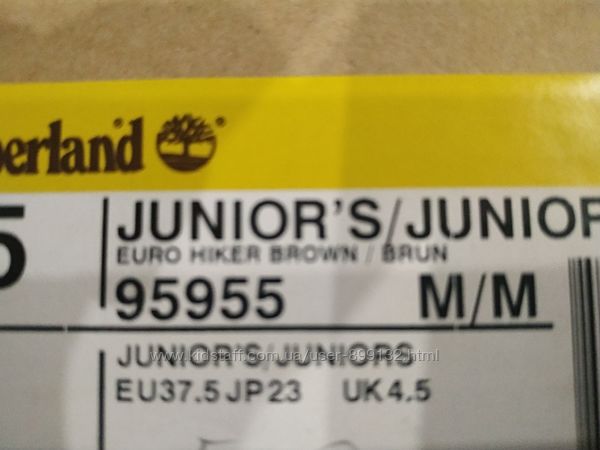 berland®
5
JUNIOR'S/JUNIOR
EURO HIKER BROWN / BRUN
95955 M/M
JUNIOR'S/JUNIORS
www.kidstaff.com.ua/user-899132.html
EU37.5 JP23 UK4.5